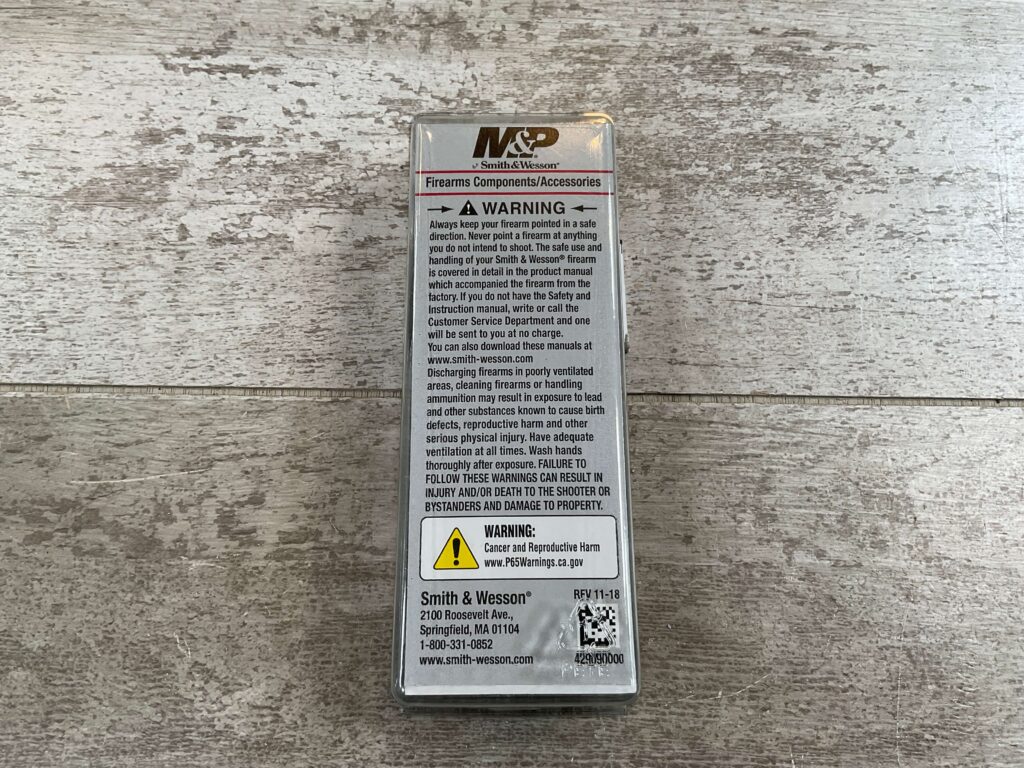 M&P
by Smith&Wesson®
Firearms Components/Accessories
WARNING
Always keep your firearm pointed in a safe
direction. Never point a firearm at anything
you do not intend to shoot. The safe use and
handling of your Smith & Wesson® firearm
is covered in detail in the product manual
which accompanied the firearm from the
factory. If you do not have the Safety and
Instruction manual, write or call the
Customer Service Department and one
will be sent to you at no charge.
You can also download these manuals at
www.smith-wesson.com
Discharging firearms in poorly ventilated
areas, cleaning firearms or handling
ammunition may result in exposure to lead
and other substances known to cause birth
defects, reproductive harm and other
serious physical injury. Have adequate
ventilation at all times. Wash hands
thoroughly after exposure. FAILURE TO
FOLLOW THESE WARNINGS CAN RESULT IN
INJURY AND/OR DEATH TO THE SHOOTER OR
BYSTANDERS AND DAMAGE TO PROPERTY.
WARNING:
Cancer and Reproductive Harm
www.P65Warnings.ca.gov
Smith & Wesson®
REV 11-18
2100 Roosevelt Ave.,
Springfield, MA 01104
1-800-331-0852
www.smith-wesson.com
429090000